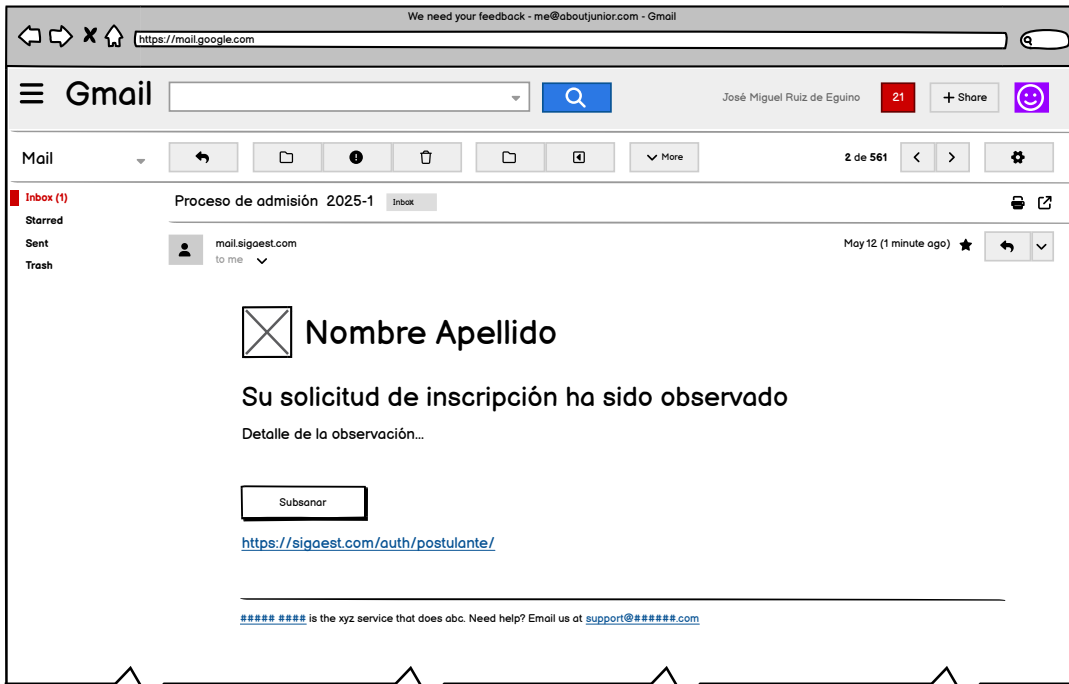 We need your feedback - me@aboutjunior.com - Gmail
https://mail.google.com
Gmail
José Miguel Ruiz de Eguino
21
+ Share
Mail
More
2 de 561
Inbox (1)
Starred
Sent
Trash
Proceso de admisión 2025-1
Inbox
mail.sigaest.com
to me
May 12 (1 minute ago)
Nombre Apellido
Su solicitud de inscripción ha sido observado
Detalle de la observación...
Subsanar
https://sigaest.com/auth/postulante/
##### #### is the xyz service that does abc. Need help? Email us at support@######.com